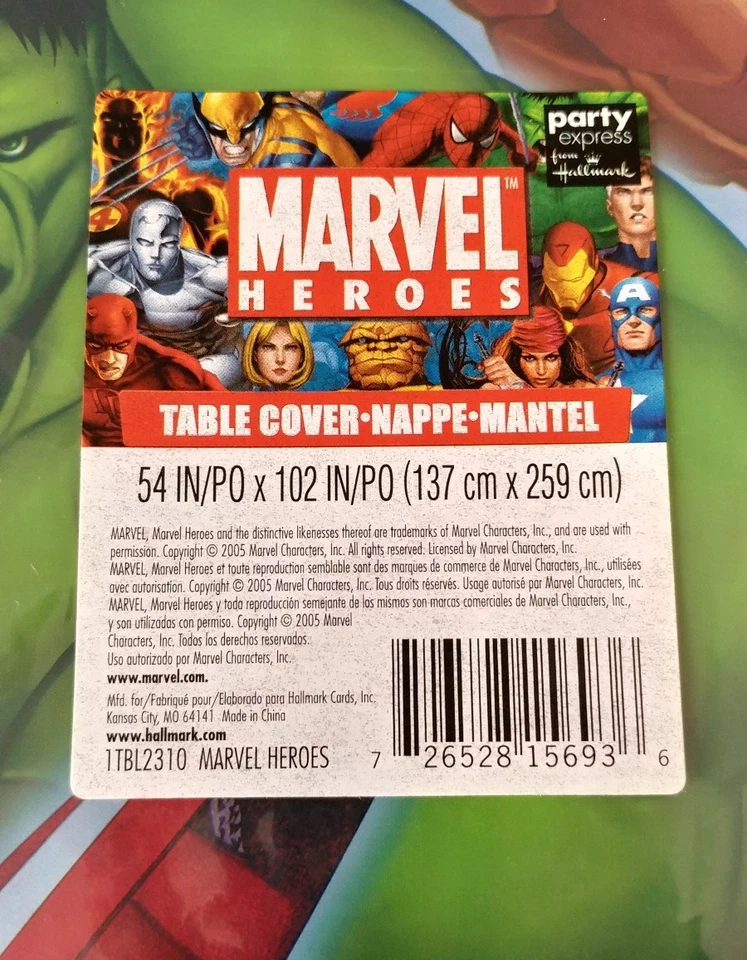 party
express
from
Hallmark
MARVEL™
HEROES
4
A
TABLE COVER•NAPPE•MANTEL
54 IN/PO x 102 IN/PO (137 cm x 259 cm)
MARVEL, Marvel Heroes and the distinctive likenesses thereof are trademarks of Marvel Characters, Inc., and are used with
permission. Copyright © 2005 Marvel Characters, Inc. All rights reserved. Licensed by Marvel Characters, Inc.
MARVEL, Marvel Heroes et toute reproduction semblable sont des marques de commerce de Marvel Characters, Inc., utilisées
avec autorisation. Copyright © 2005 Marvel Characters, Inc. Tous droits réservés. Usage autorisé par Marvel Characters, Inc.
MARVEL, Marvel Heroes y toda reproducción semejante de las mismos son marcas comerciales de Marvel Characters, Inc.,
y son utilizadas con permiso. Copyright © 2005 Marvel
Characters, Inc. Todos los derechos reservados.
Uso autorizado por Marvel Characters, Inc.
www.marvel.com.
Mfd. for/Fabriqué pour/Elaborado para Hallmark Cards, Inc.
Kansas City, MO 64141 Made in China
www.hallmark.com
1TBL2310 MARVEL HEROES
7 26528 15693 6